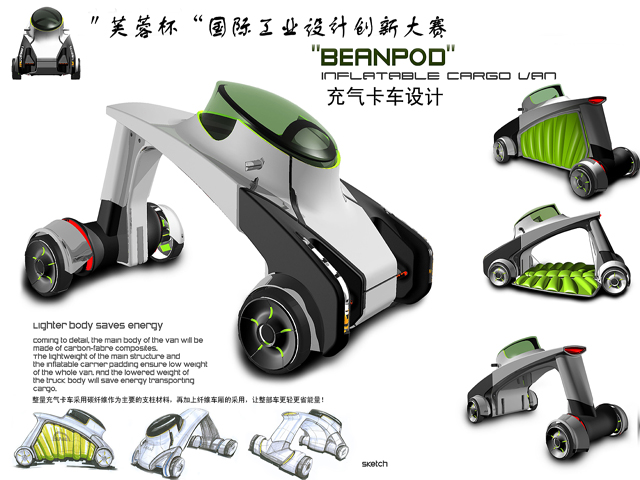 "芙蓉杯“国际工业设计创新大赛
"BEANPOD"
INFLATABLE CARGO VAN
充气卡车设计
Lighter body saves energy
coming to detail, the main body of the van will be
made of carbon-fabre composites.
The lightweight of the main structure and
the inflatable carrier padding ensure low weight
of the whole van. And the lowered weight of
the truck body will save energy transporting
cargo.
整量充气卡车采用碳纤维作为主要的支柱材料，再加上纤维车厢的采用，让整部车更轻更省能量！
sketch